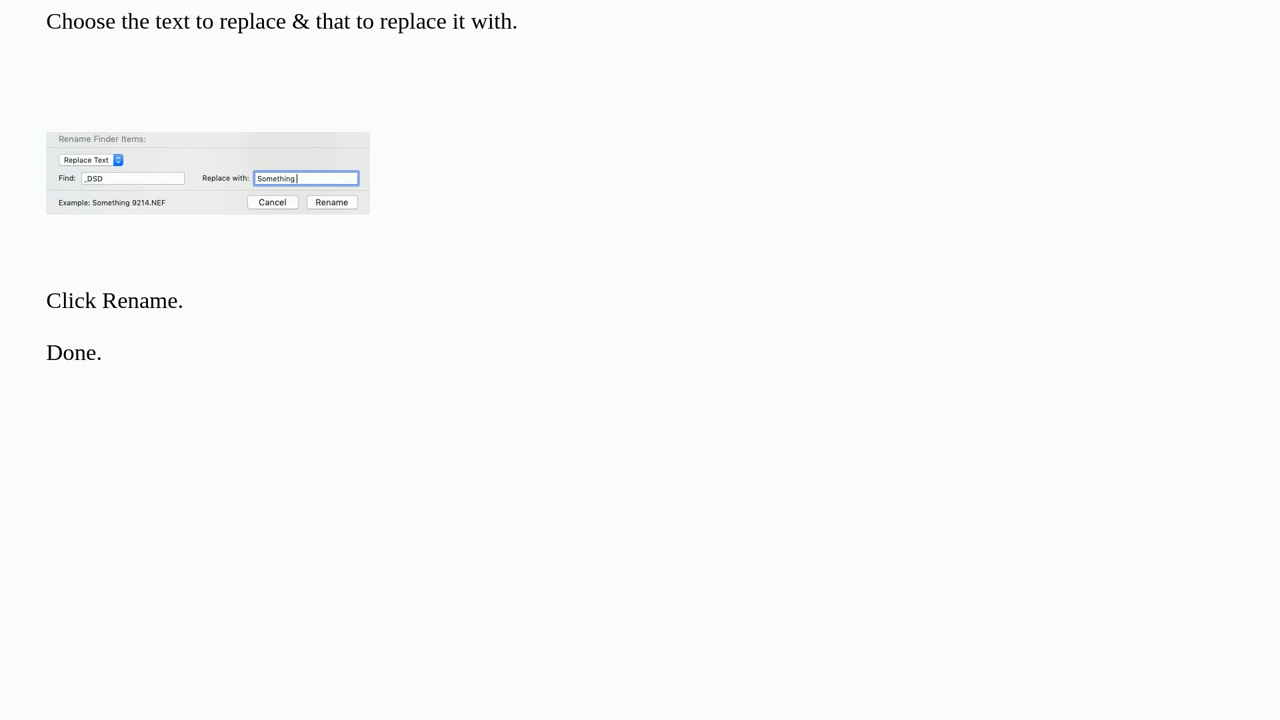 Choose the text to replace & that to replace it with.
Rename Finder Items:
Replace Text
Find: _DSD Replace with: Something
Example: Something 9214.NEF Cancel Rename
Click Rename.
Done.